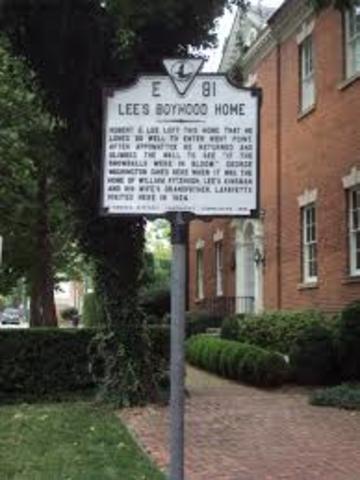 E 81
LEE'S BOYHOOD HOME
ROBERT E. LEE LEFT THIS HOME THAT HE
LOVED SO WELL TO ENTER WEST POINT.
AFTER APPOMATTOX HE RETURNED AND
CLIMBED THE WALL TO SEE "IF THE
SNOWBALLS WERE IN BLOOM." GEORGE
WASHINGTON DINED HERE WHEN IT WAS THE
HOME OF WILLIAM FITZHUGH, LEE'S KINSMAN
AND HIS WIFE'S GRANDFATHER. LAFAYETTE
VISITED HERE IN 1824.